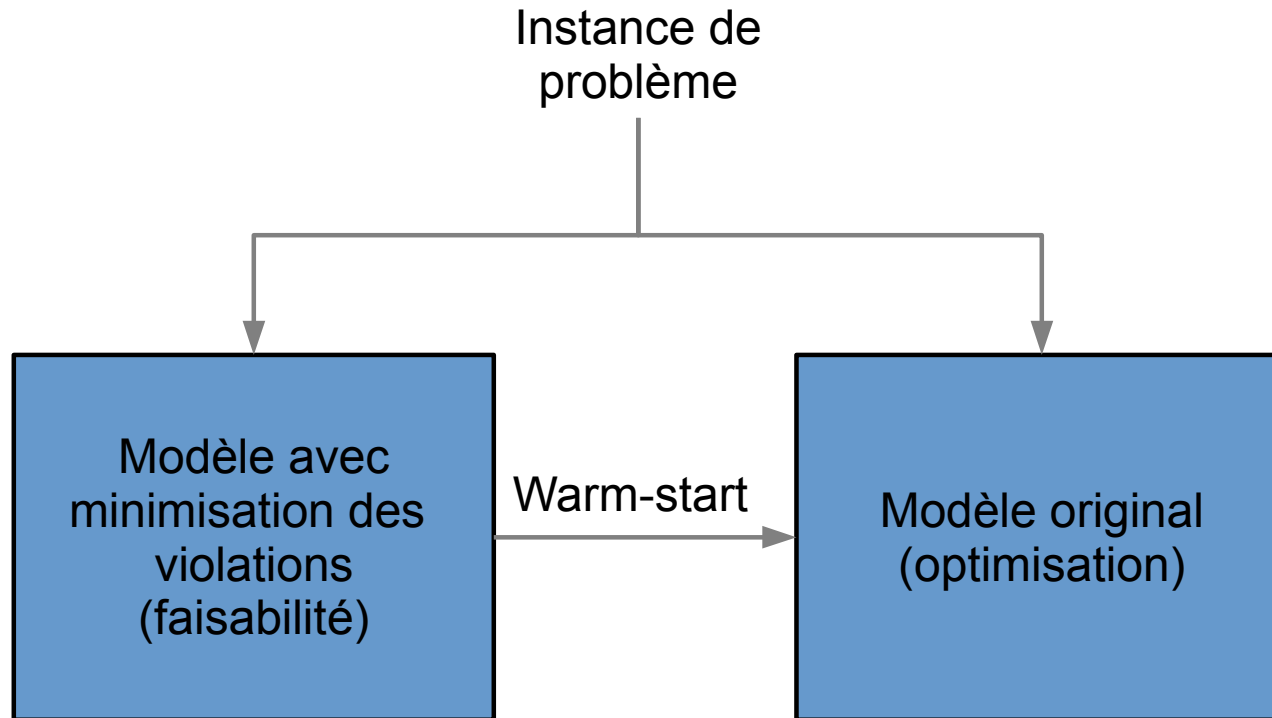 Instance de
problème
Modèle avec
minimisation des
violations
(faisabilité)
Warm-start
Modèle original
(optimisation)